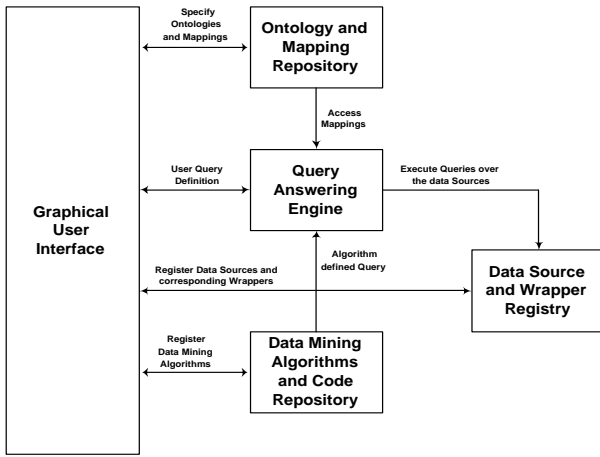 Specify
Ontologies
and Mappings
Ontology and
Mapping
Repository
Access
Mappings
User Query
Definition
Query
Answering
Engine
Execute Queries over
the data Sources
Graphical
User
Interface
Algorithm
defined Query
Register Data Sources and
corresponding Wrappers
Data Source
and Wrapper
Registry
Register
Data Mining
Algorithms
Data Mining
Algorithms
and Code
Repository